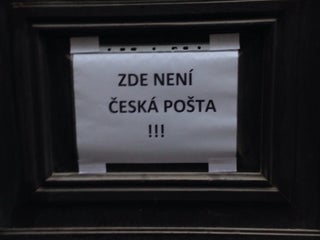 ZDE NENÍ
ČESKÁ POŠTA
!!!